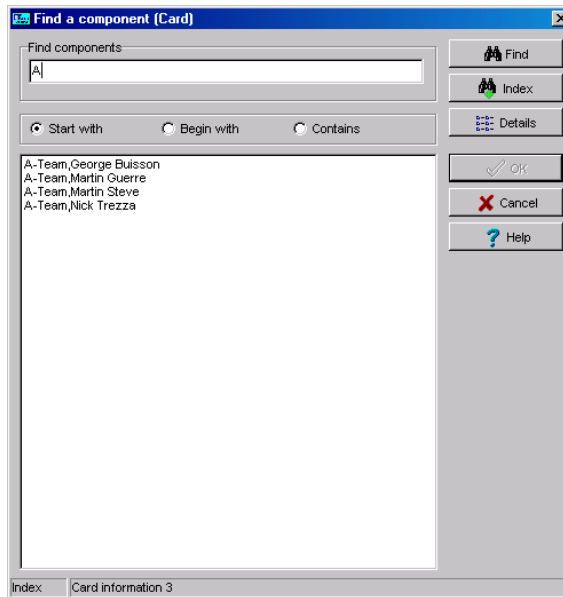 Find a component (Card)
Find components
A
Find
Index
Start with
Begin with
Contains
Details
A-Team,George Buisson
A-Team,Martin Guerre
A-Team,Martin Steve
A-Team,Nick Trezza
OK
Cancel
Help
Index
Card information 3